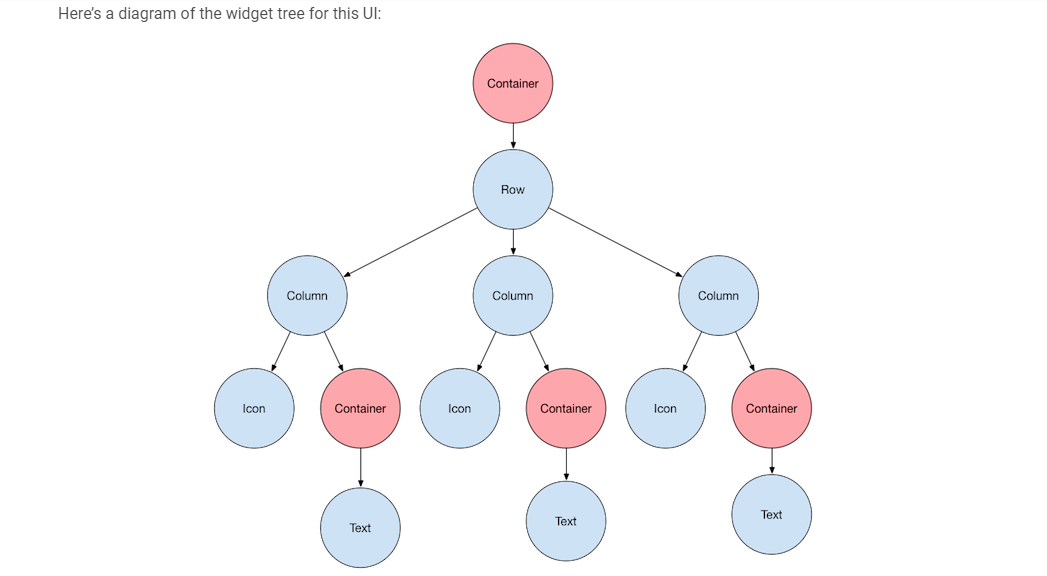 Here’s a diagram of the widget tree for this UI:
Container
Row
Column
Column
Column
Icon
Container
Icon
Container
Icon
Container
Text
Text
Text